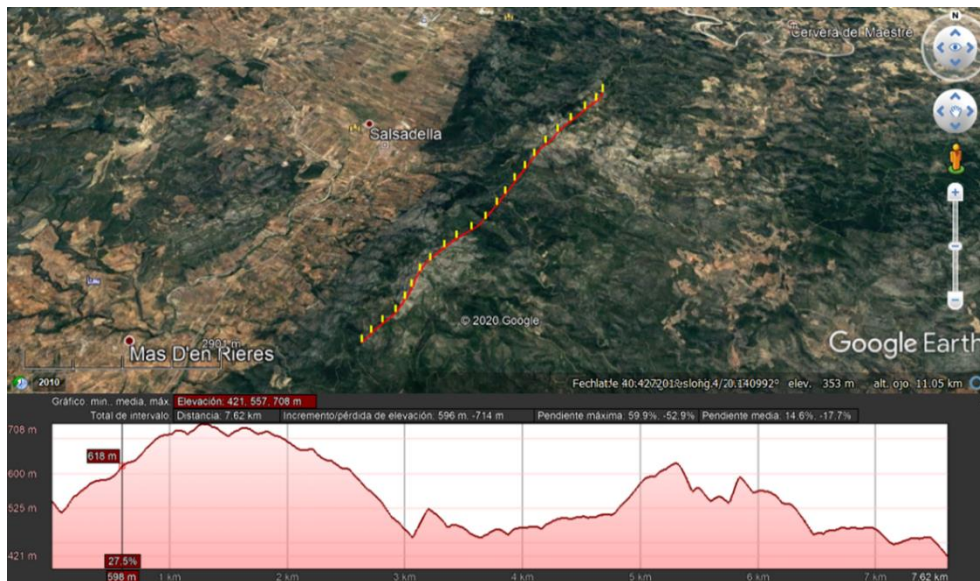 N
Cervera del Maestre
Salsadella
© 2020 Google
Mas D'en Rieres
2901 m
Google Earth
2010
elev. 353 m alt. ojo 11.05 km
Gráfico: min., media, máx. Elevación: 421, 557, 708 m
Total de intervalo: Distancia: 7.62 km Incremento/pérdida de elevación: 596 m, -714 m Pendiente máxima: 59.9%, -52.9% Pendiente media: 14.6%, -17.7%
708 m
618 m
600 m
525 m
421 m
27.5%
598 m 1 km 2 km 3 km 4 km 5 km 6 km 7 km 7.62 km